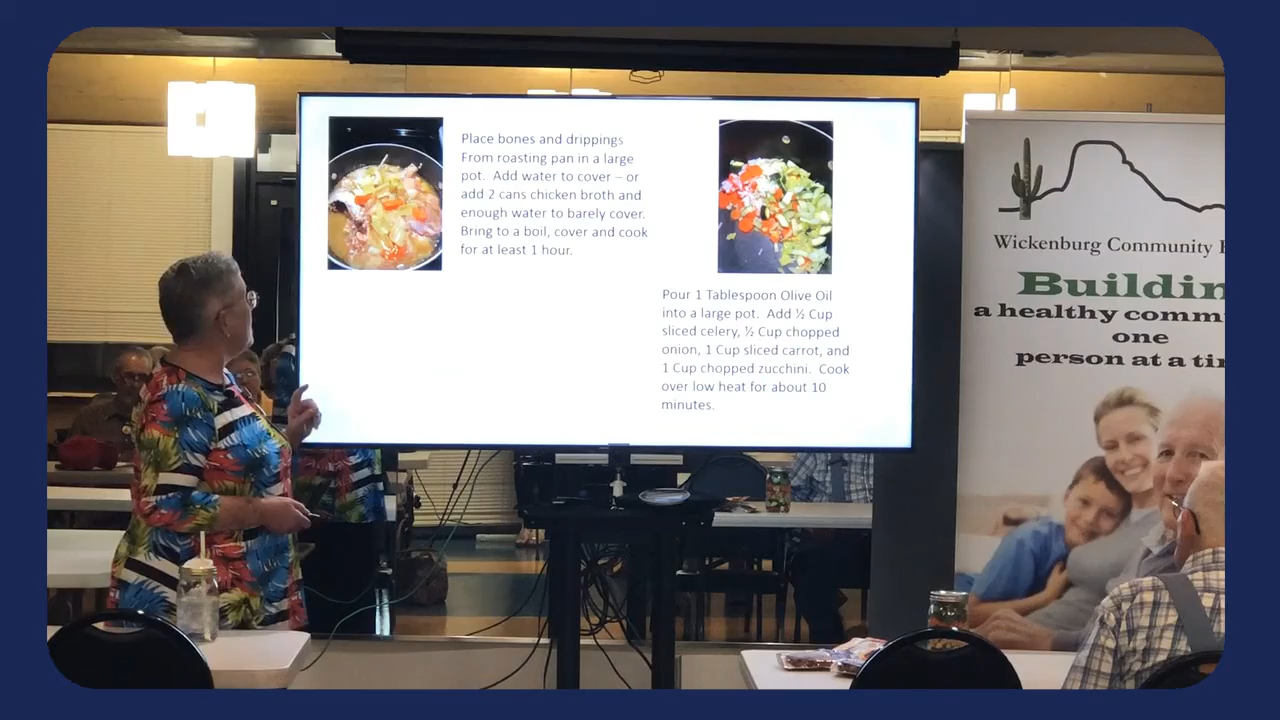 Place bones and drippings
From roasting pan in a large
pot. Add water to cover – or
add 2 cans chicken broth and
enough water to barely cover.
Bring to a boil, cover and cook
for at least 1 hour.
Pour 1 Tablespoon Olive Oil
into a large pot. Add ½ Cup
sliced celery, ½ Cup chopped
onion, 1 Cup sliced carrot, and
1 Cup chopped zucchini. Cook
over low heat for about 10
minutes.
Wickenburg Community
Buildin
a healthy comm
one
person at a ti